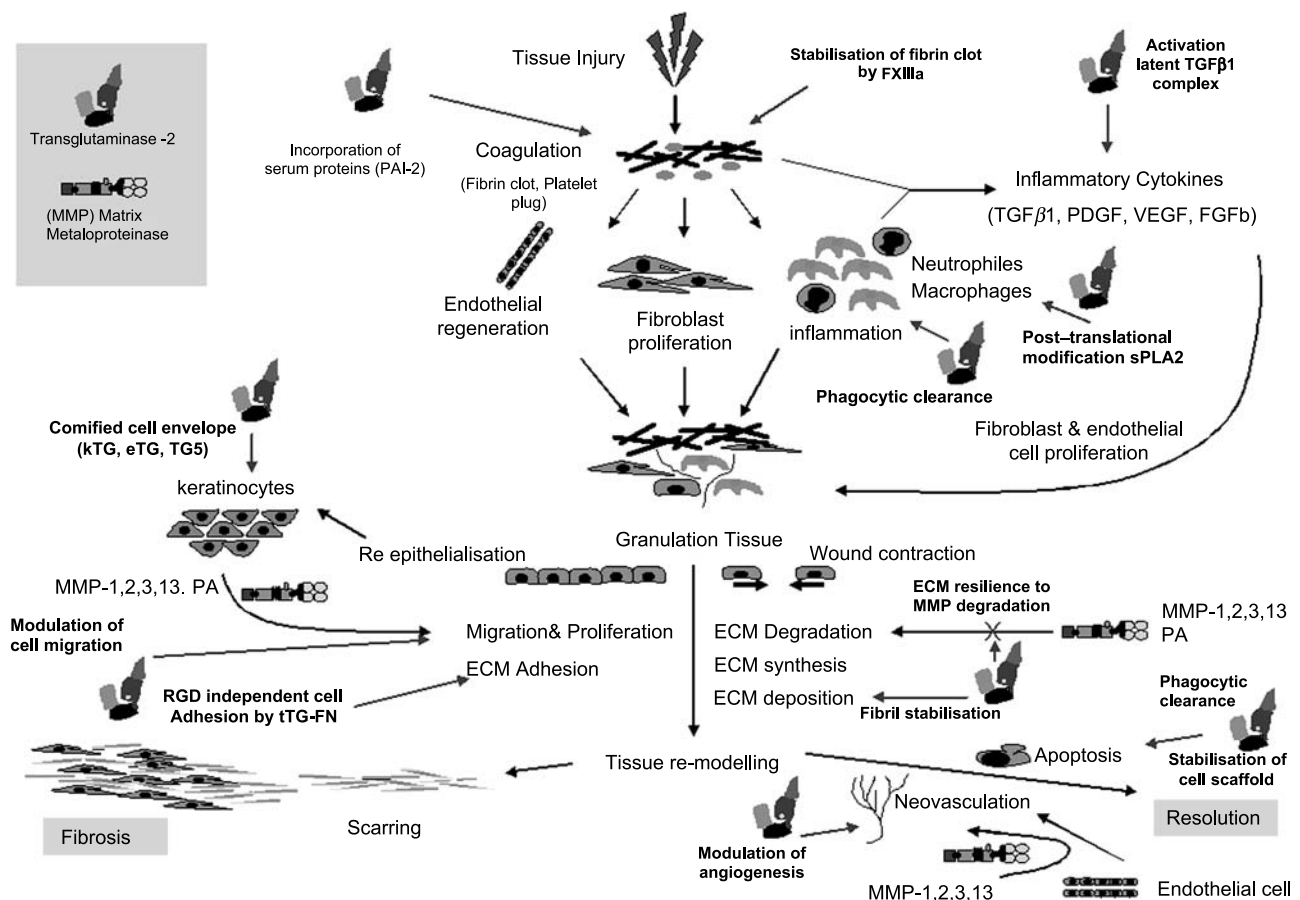 Tissue Injury
Stabilisation of fibrin clot
by FXIIIa
Activation
latent TGFβ1
complex
Transglutaminase -2
(MMP) Matrix
Metaloproteinase
Incorporation of
serum proteins (PAI-2)
Coagulation
(Fibrin clot, Platelet
plug)
Inflammatory Cytokines
(TGFβ1, PDGF, VEGF, FGFb)
Endothelial
regeneration
Fibroblast
proliferation
Neutrophiles
Macrophages
inflammation
Post–translational
modification sPLA2
Phagocytic clearance
Fibroblast & endothelial
cell proliferation
Cornified cell envelope
(kTG, eTG, TG5)
keratinocytes
Re epithelialisation
Granulation Tissue
Wound contraction
MMP-1,2,3,13. PA
ECM resilience to
MMP degradation
MMP-1,2,3,13
PA
Modulation of
cell migration
Migration& Proliferation
ECM Adhesion
ECM Degradation
ECM synthesis
ECM deposition
RGD independent cell
Adhesion by tTG-FN
Fibril stabilisation
Phagocytic
clearance
Stabilisation of
cell scaffold
Tissue re-modelling
Apoptosis
Neovasculation
Resolution
Fibrosis
Scarring
Modulation of
angiogenesis
MMP-1,2,3,13
Endothelial cell